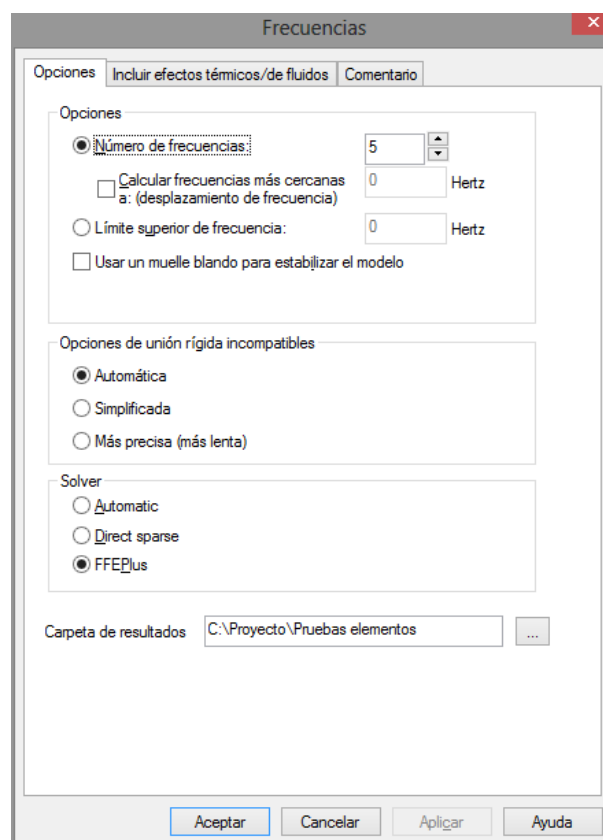 Frecuencias
Opciones Incluir efectos térmicos/de fluidos Comentario
Opciones
Número de frecuencias: 5
Calcular frecuencias más cercanas
a: (desplazamiento de frecuencia) 0 Hertz
Límite superior de frecuencia: 0 Hertz
Usar un muelle blando para estabilizar el modelo
Opciones de unión rígida incompatibles
Automática
Simplificada
Más precisa (más lenta)
Solver
Automatic
Direct sparse
FFEPlus
Carpeta de resultados C:\Proyecto\Pruebas elementos ...
Aceptar Cancelar Aplicar Ayuda